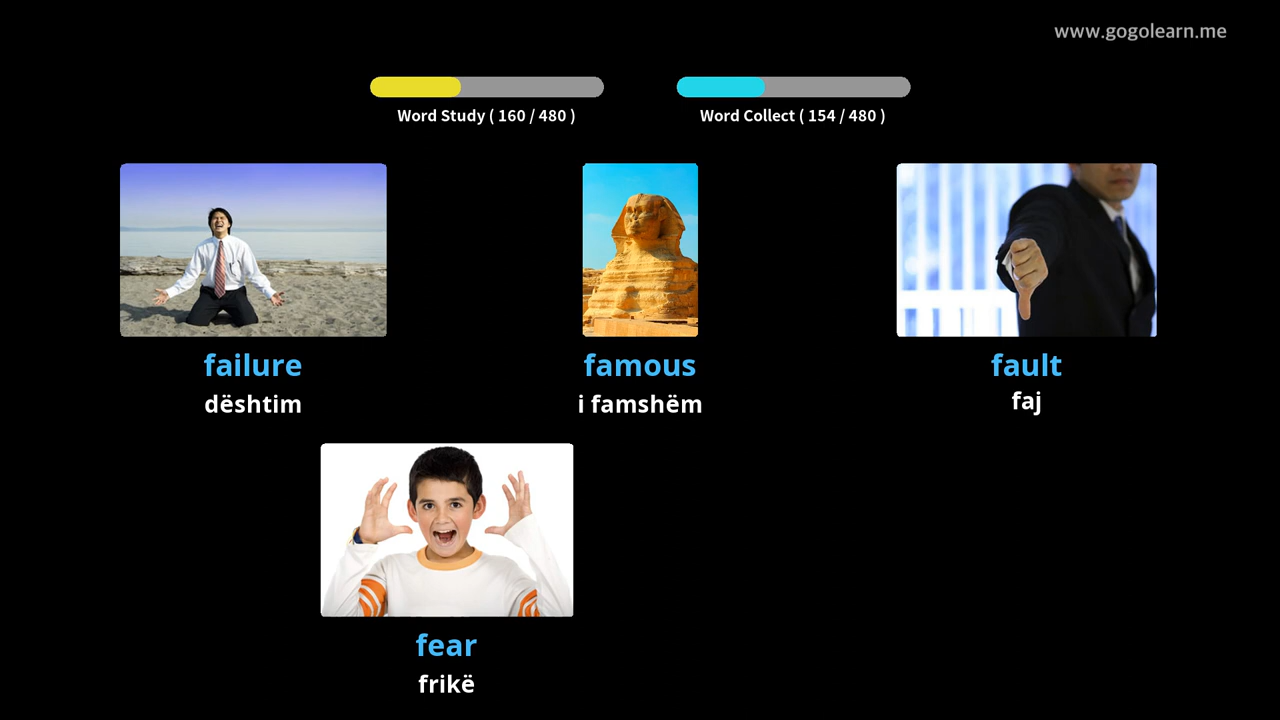 www.gogolearn.me
Word Study ( 160 / 480 )
Word Collect ( 154 / 480 )
failure
dështim
famous
i famshëm
fault
faj
fear
frikë